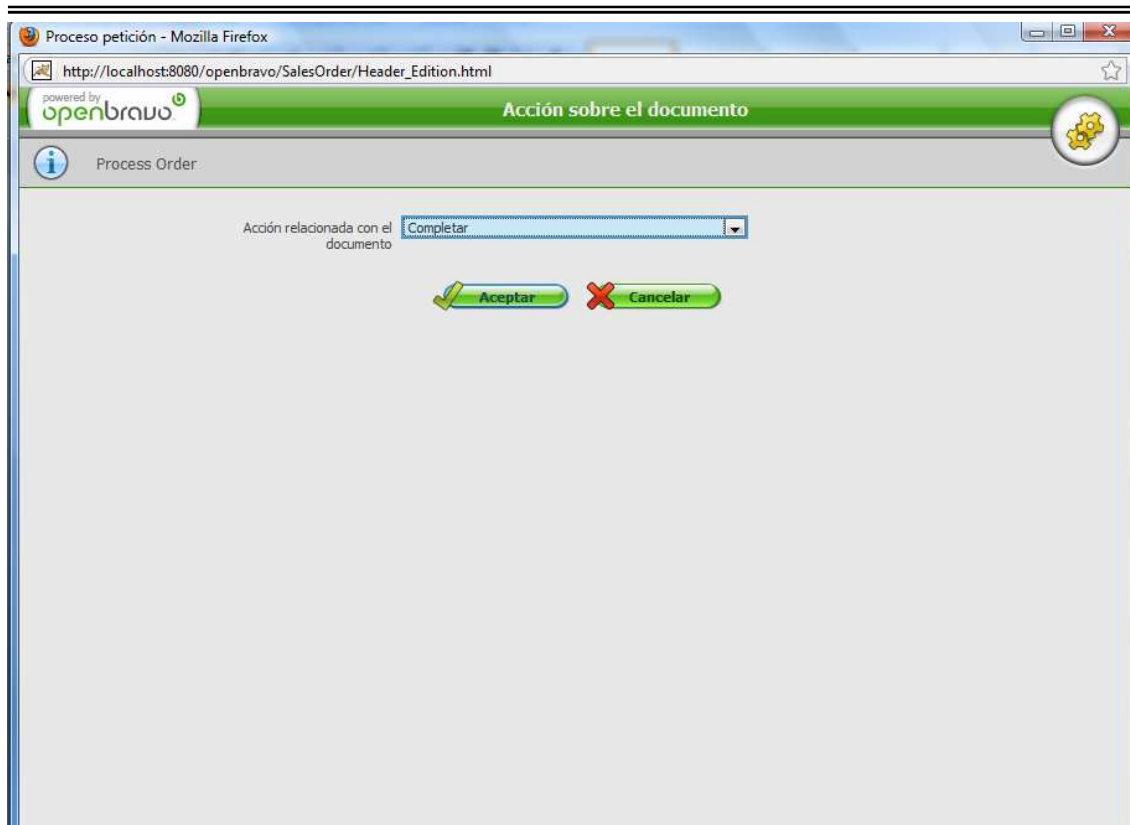 Proceso petición - Mozilla Firefox
http://localhost:8080/openbravo/SalesOrder/Header_Edition.html
powered by
openbravo
Acción sobre el documento
Process Order
Acción relacionada con el
documento
Completar
Aceptar
Cancelar